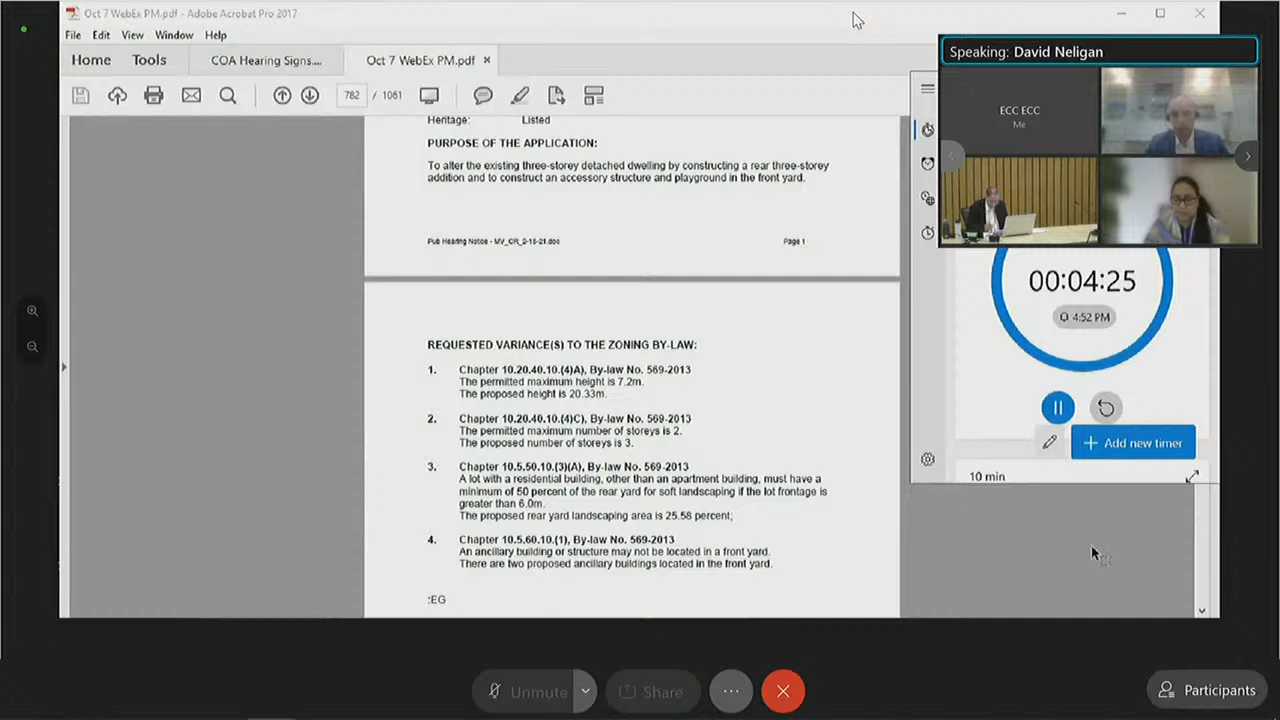 Oct 7 WebEx PM.pdf - Adobe Acrobat Pro 2017
File Edit View Window Help
Home Tools COA Hearing Signs.... Oct 7 WebEx PM.pdf ×
782 / 1061
Speaking: David Neligan
ECC ECC
Me
Heritage: Listed
PURPOSE OF THE APPLICATION:
To alter the existing three-storey detached dwelling by constructing a rear three-storey
addition and to construct an accessory structure and playground in the front yard.
Pub Hearing Notice - MV_CR_2-18-21.doc Page 1
REQUESTED VARIANCE(S) TO THE ZONING BY-LAW:
1. Chapter 10.20.40.10.(4)A), By-law No. 569-2013
The permitted maximum height is 7.2m.
The proposed height is 20.33m.
2. Chapter 10.20.40.10.(4)C), By-law No. 569-2013
The permitted maximum number of storeys is 2.
The proposed number of storeys is 3.
3. Chapter 10.5.50.10.(3)(A), By-law No. 569-2013
A lot with a residential building, other than an apartment building, must have a
minimum of 50 percent of the rear yard for soft landscaping if the lot frontage is
greater than 6.0m.
The proposed rear yard landscaping area is 25.58 percent;
4. Chapter 10.5.60.10.(1), By-law No. 569-2013
An ancillary building or structure may not be located in a front yard.
There are two proposed ancillary buildings located in the front yard.
:EG
00:04:25
4:52 PM
Add new timer
10 min
Unmute Share ... Participants